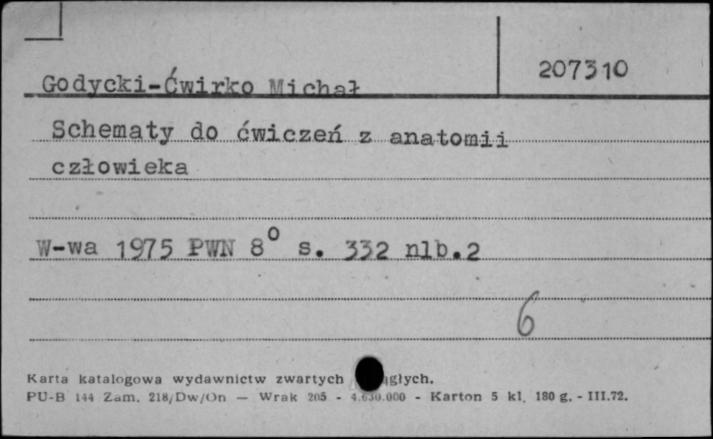 207310
Godycki-Ćwirko Michał
Schematy do ćwiczeń z anatomii
człowieka
W-wa 1975 PWN 8° s. 332 nlb.2
6
Karta katalogowa wydawnictw zwartych
PU-B 144 Zam. 218/Dw/On — Wrak 205 - 4.630.000 - Karton 5 kl. 180 g. - III.72.